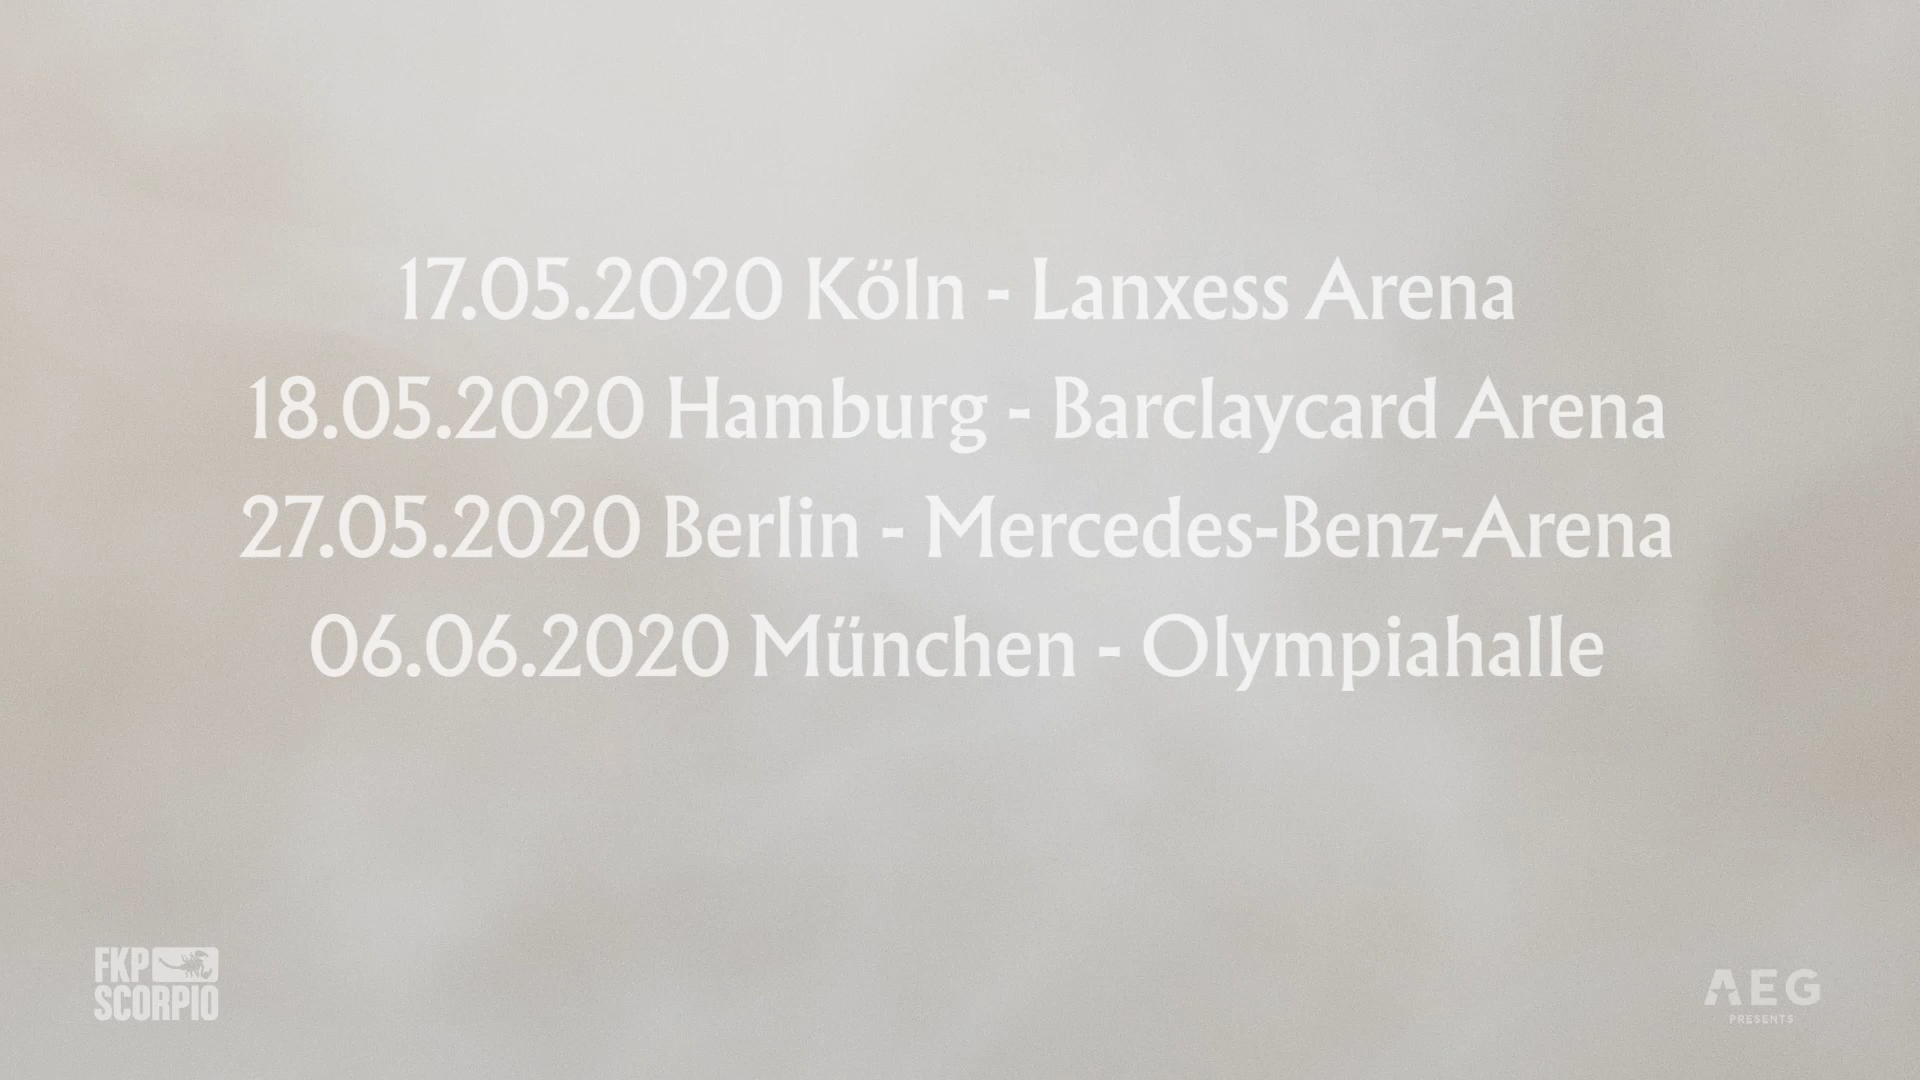 17.05.2020 Köln - Lanxess Arena
18.05.2020 Hamburg - Barclaycard Arena
27.05.2020 Berlin - Mercedes-Benz-Arena
06.06.2020 München - Olympiahalle
FKP
SCORPIO
AEG
PRESENTS